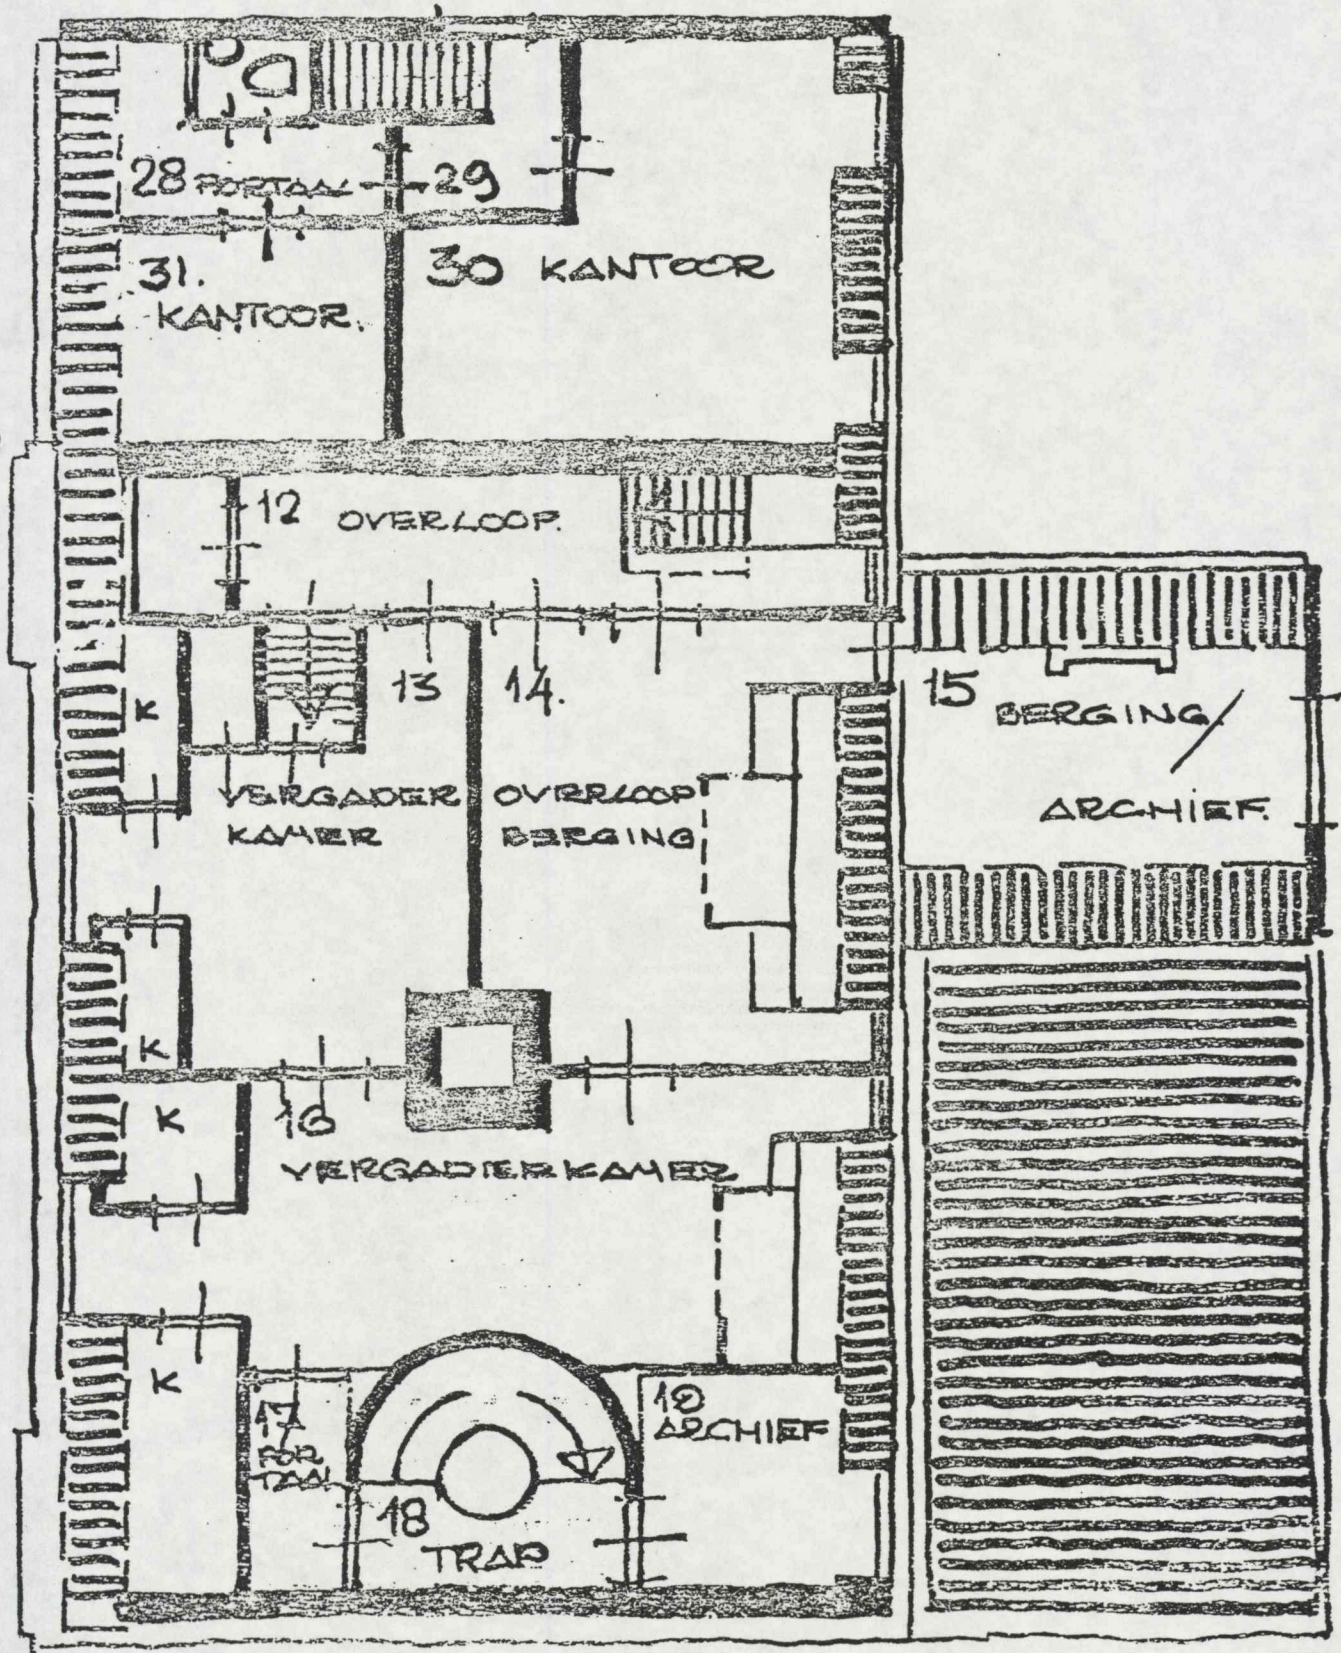 28 PORTAAL
29
31.
KANTOOR.
30 KANTOOR
12 OVERLOOP.
13
VERGADER
KAMER
14.
OVERLOOP
BERGING
15
BERGING/
ARCHIEF.
K
K
K
16
VERGADERKAMER
K
17
POR
TAAL
18
TRAP
19
ARCHIEF